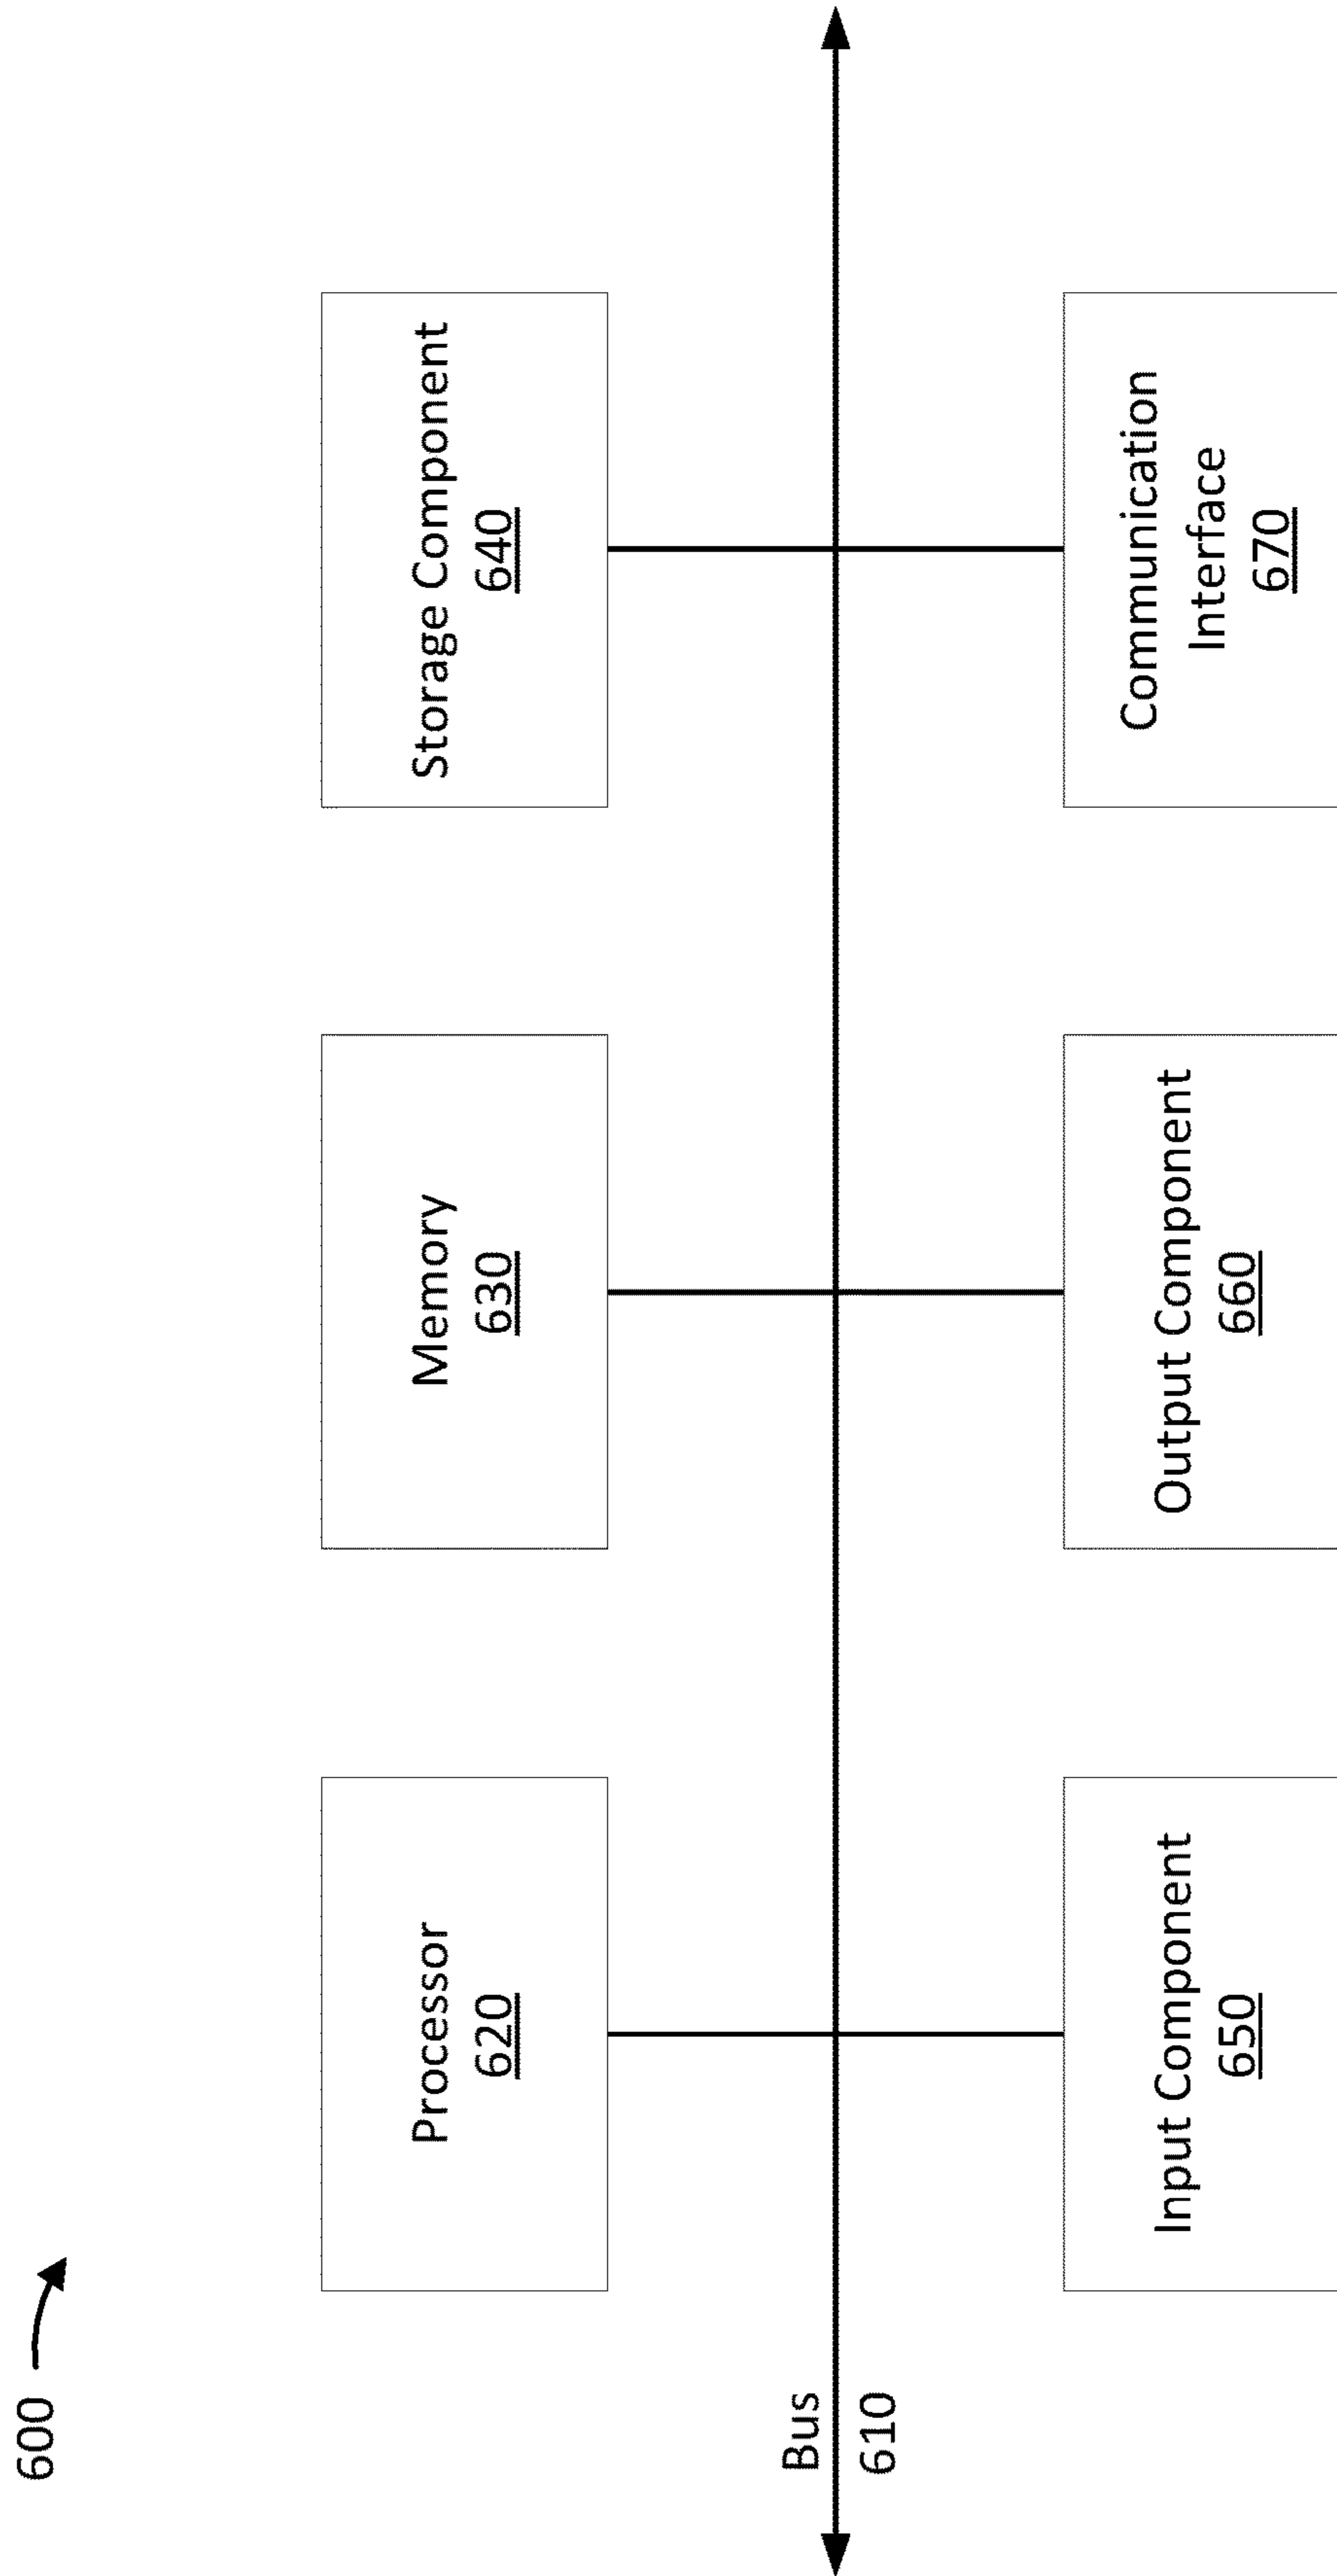 600
Processor
620
Memory
630
Storage Component
640
Bus
610
Input Component
650
Output Component
660
Communication
Interface
670